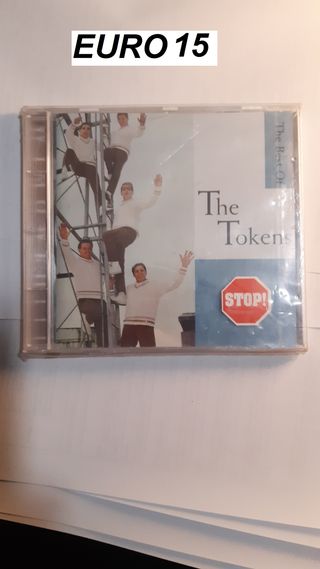 EURO 15
The Best Of
The
Tokens
STOP!